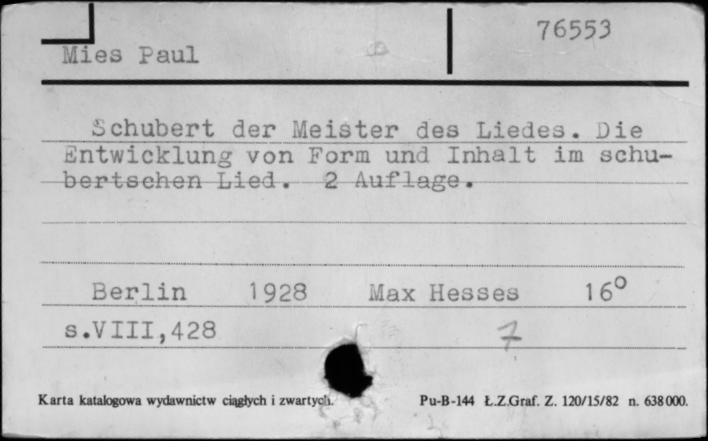 76553
Mies Paul
Schubert der Meister des Liedes. Die
Entwicklung von Form und Inhalt im schu-
bertschen Lied. 2 Auflage.
Berlin 1928 Max Hesses 16°
s.VIII,428
7
Karta katalogowa wydawnictw ciągłych i zwartych. Pu-B-144 Ł.Z.Graf. Z. 120/15/82 n. 638000.